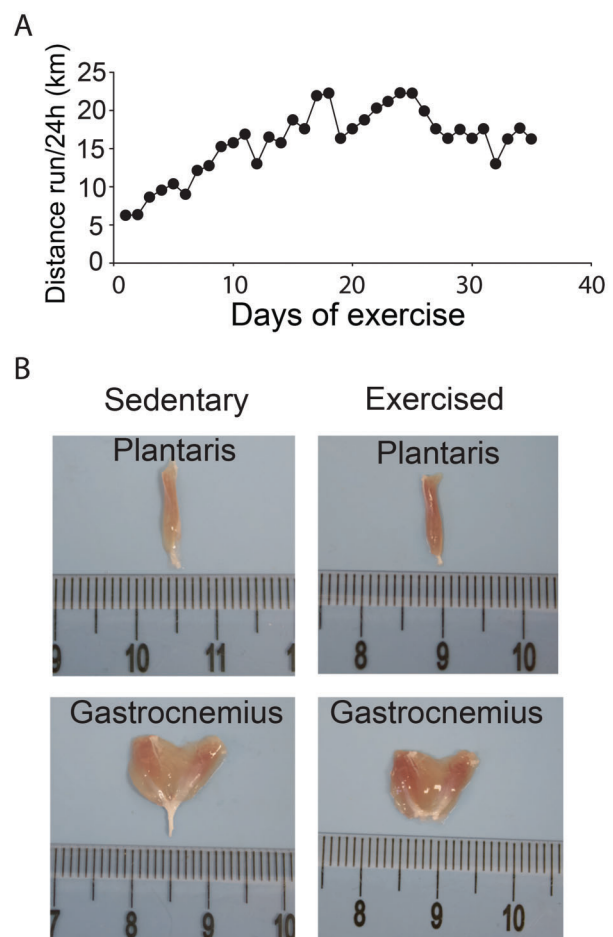 A
Distance run/24h (km)
25
20
15
10
5
0
0 10 20 30 40
Days of exercise
B
Sedentary Exercised
Plantaris Plantaris
9 10 11 1
8 9 10
Gastrocnemius Gastrocnemius
7 8 9 10
8 9 10